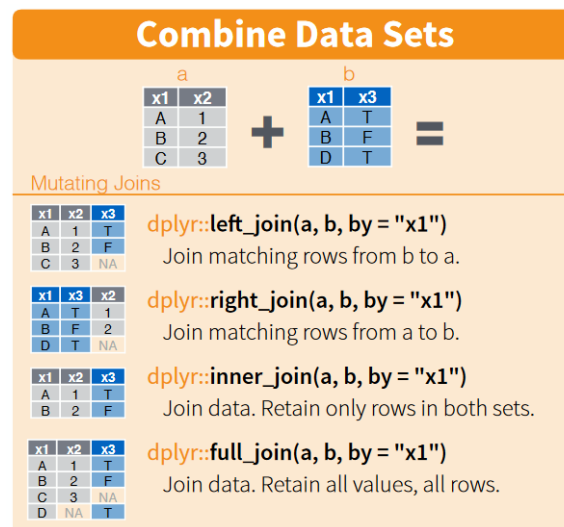 Combine Data Sets
a b
x1 x2 x1 x3
A 1 A T
B 2 + B F =
C 3 D T
Mutating Joins
x1 x2 x3
A 1 T
B 2 F
C 3 NA
dplyr::left_join(a, b, by = "x1")
Join matching rows from b to a.
x1 x3 x2
A T 1
B F 2
D T NA
dplyr::right_join(a, b, by = "x1")
Join matching rows from a to b.
x1 x2 x3
A 1 T
B 2 F
dplyr::inner_join(a, b, by = "x1")
Join data. Retain only rows in both sets.
x1 x2 x3
A 1 T
B 2 F
C 3 NA
D NA T
dplyr::full_join(a, b, by = "x1")
Join data. Retain all values, all rows.